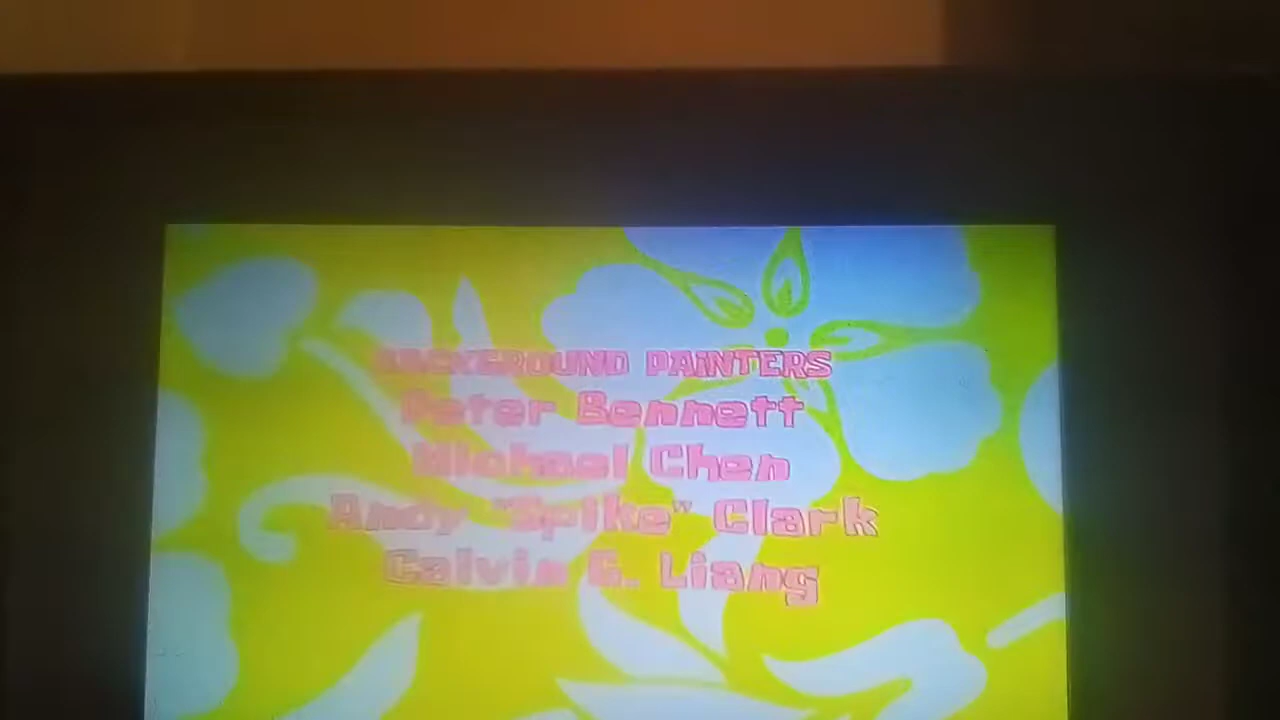 BACKGROUND PAINTERS
Peter Bennett
Michael Chen
Andy "Spike" Clark
Calvin G. Liang